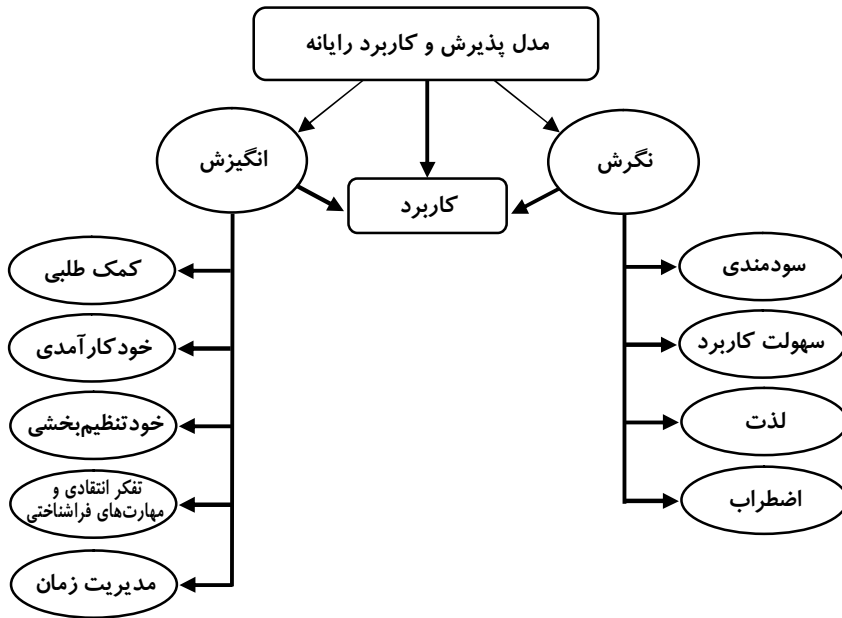 مدل پذیرش و کاربرد رایانه
نگرش
انگیزش
کاربرد
سودمندی
سهولت کاربرد
لذت
اضطراب
کمک طلبی
خودکارآمدی
خودتنظیم‌بخشی
تفکر انتقادی و
مهارت‌های فراشناختی
مدیریت زمان